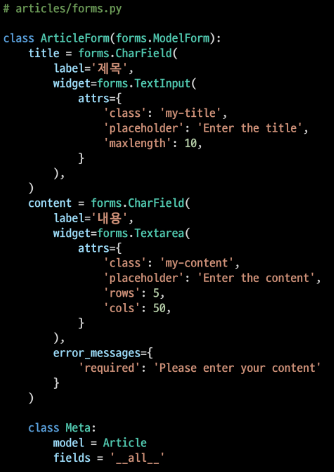 # articles/forms.py
class ArticleForm(forms.ModelForm):
    title = forms.CharField(
        label='제목',
        widget=forms.TextInput(
            attrs={
                'class': 'my-title',
                'placeholder': 'Enter the title',
                'maxlength': 10,
            }
        ),
    )
    content = forms.CharField(
        label='내용',
        widget=forms.Textarea(
            attrs={
                'class': 'my-content',
                'placeholder': 'Enter the content',
                'rows': 5,
                'cols': 50,
            }
        ),
        error_messages={
            'required': 'Please enter your content'
        }
    )
    class Meta:
        model = Article
        fields = '__all__'